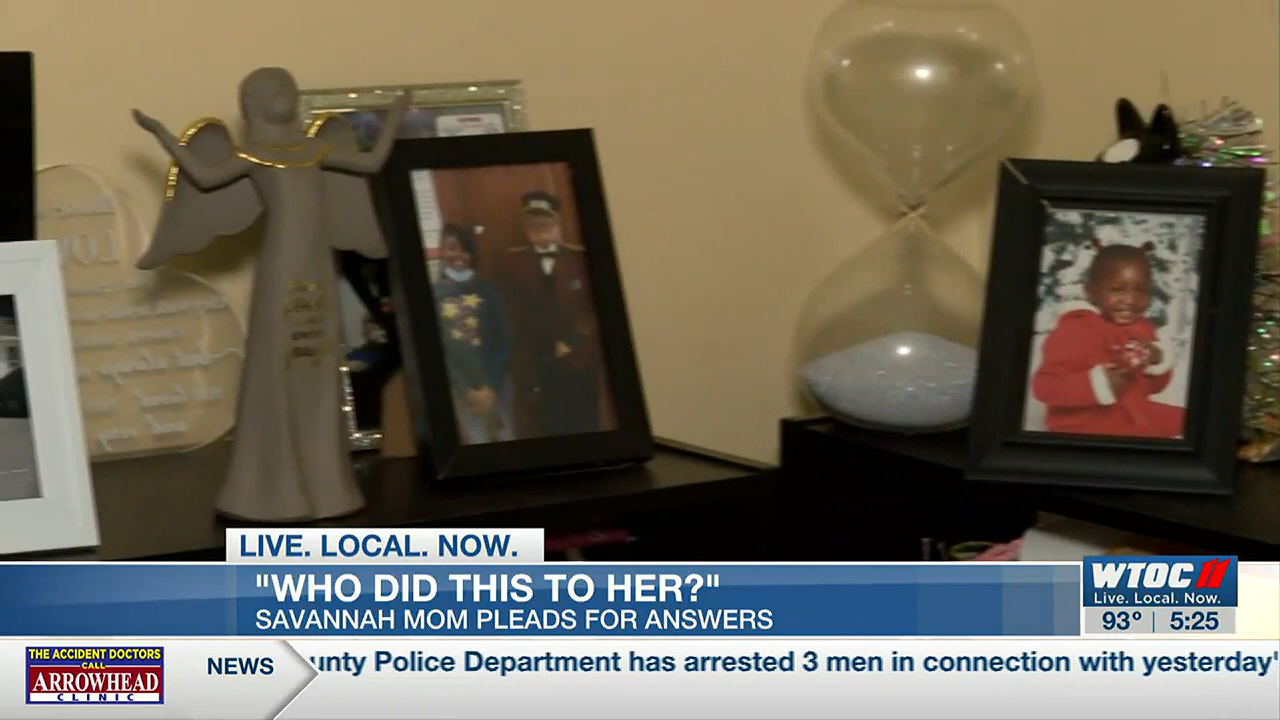 LIVE. LOCAL. NOW.
"WHO DID THIS TO HER?"
SAVANNAH MOM PLEADS FOR ANSWERS
WTOC 11
Live. Local. Now.
93° | 5:25
THE ACCIDENT DOCTORS
CALL
ARROWHEAD
CLINIC
NEWS
unty Police Department has arrested 3 men in connection with yesterday'